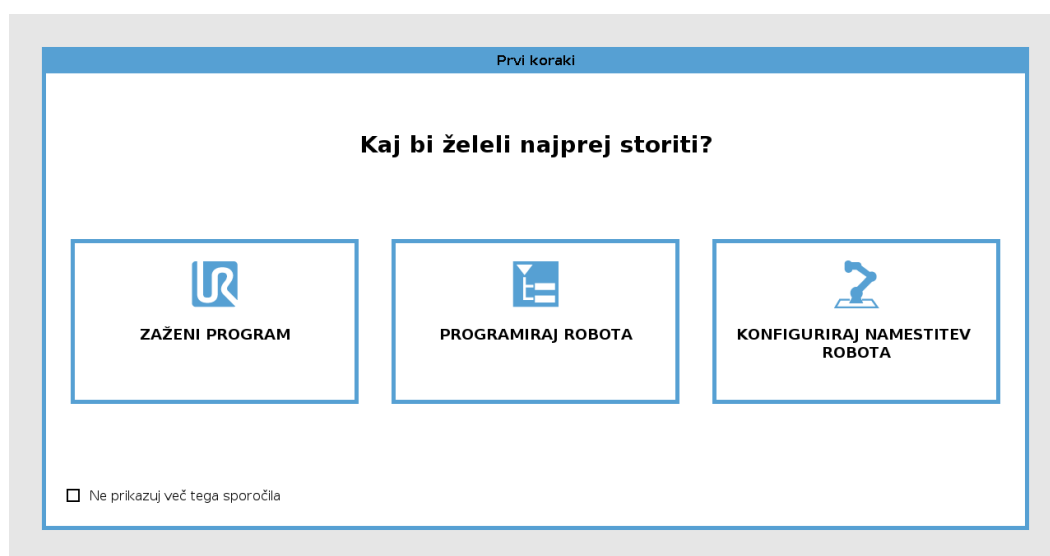 Prvi koraki
Kaj bi želeli najprej storiti?
ZAŽENI PROGRAM
PROGRAMIRAJ ROBOTA
KONFIGURIRAJ NAMESTITEV
ROBOTA
Ne prikazuj več tega sporočila